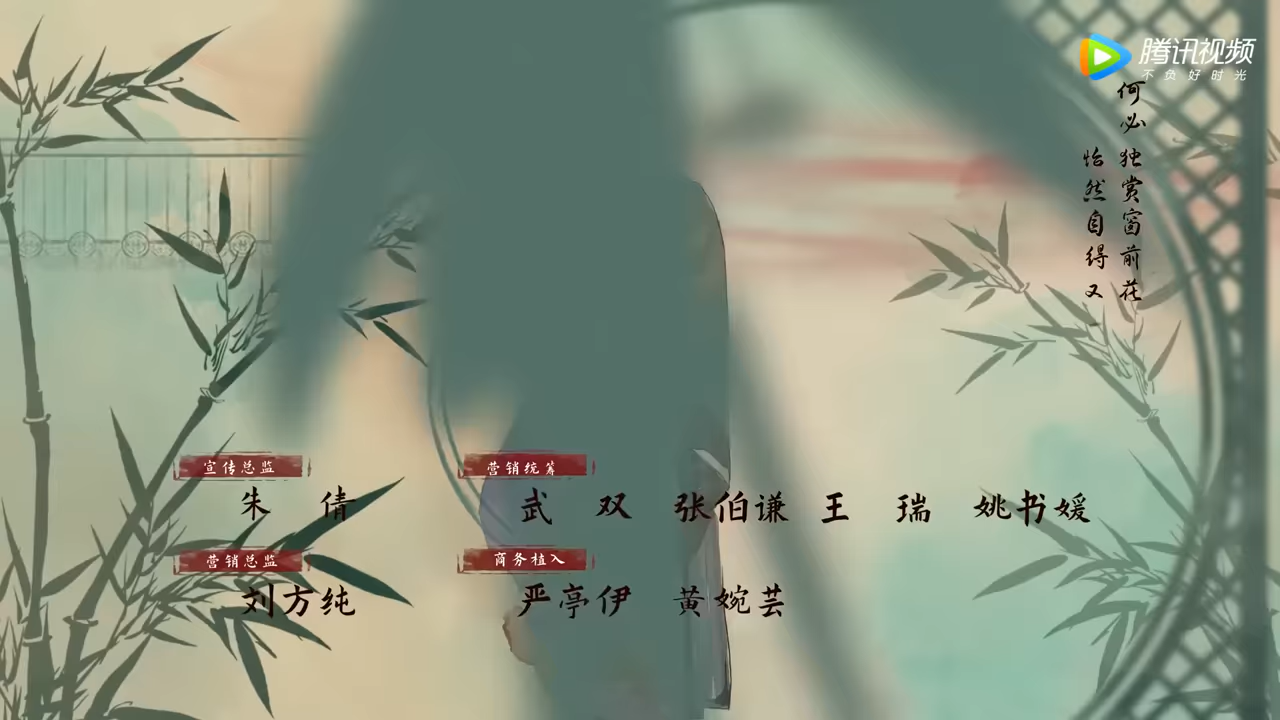 腾讯视频
不负好时光
何必 独赏窗前花
怡然自得又
宣传总监
朱倩
营销统筹
武双 张伯谦 王瑞 姚书媛
营销总监
刘方纯
商务植入
严亭伊 黄婉芸